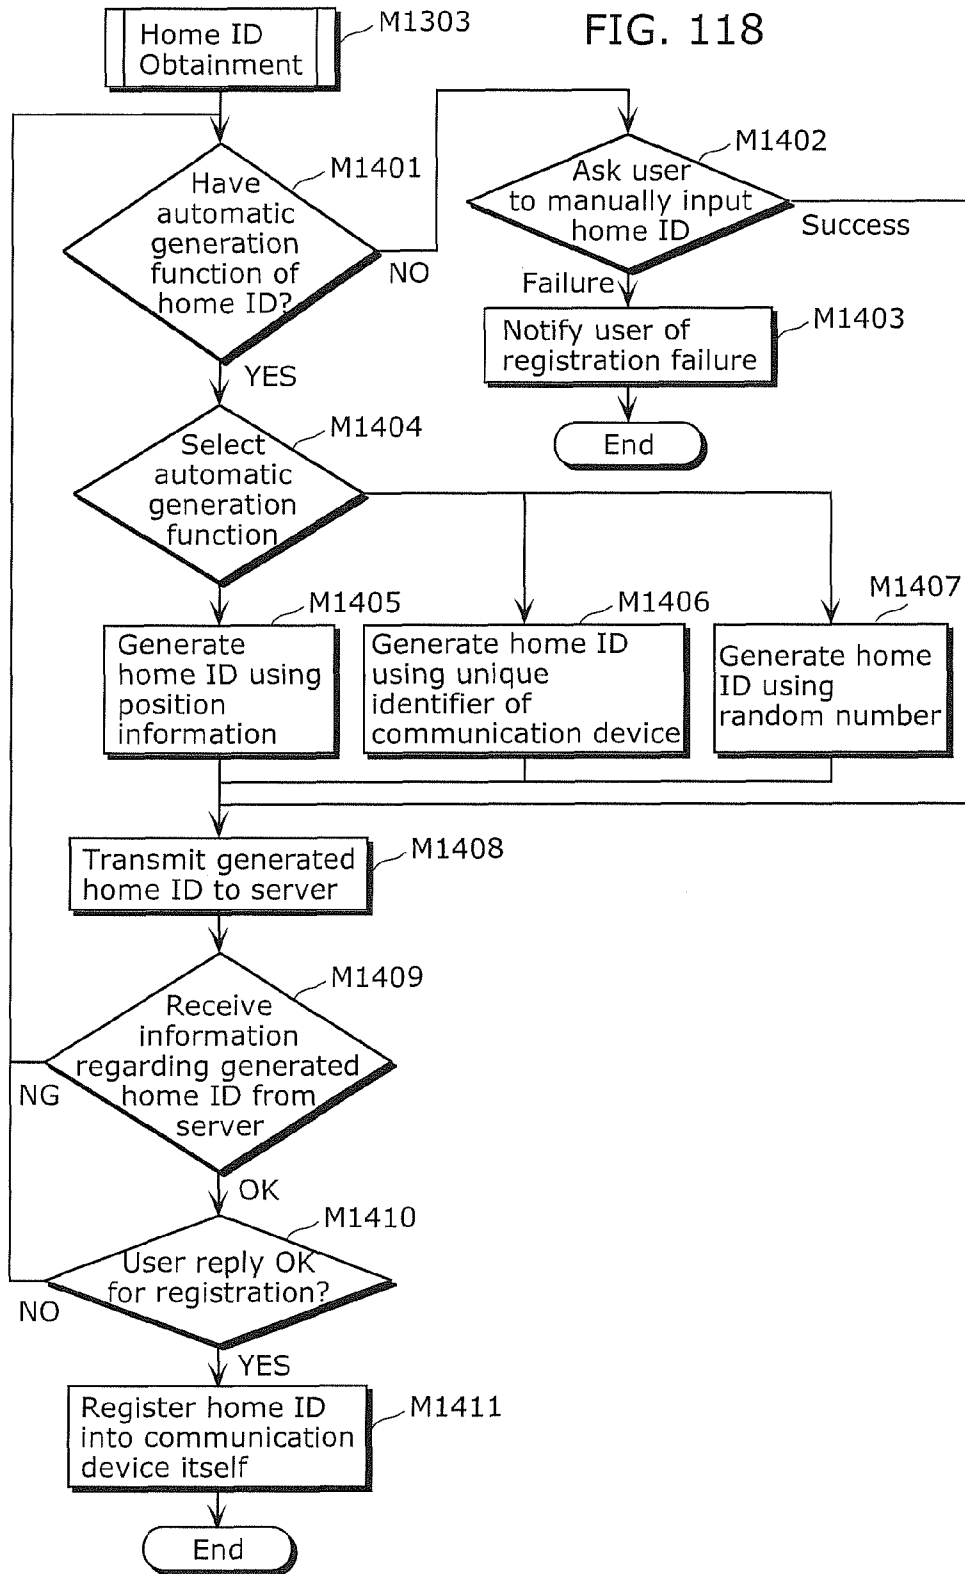 FIG. 118
Home ID
Obtainment
M1303
M1401
Have
automatic
generation
function of
home ID?
NO
YES
M1402
Ask user
to manually input
home ID
Success
Failure
M1403
Notify user of
registration failure
End
M1404
Select
automatic
generation
function
M1405
Generate
home ID using
position
information
M1406
Generate home ID
using unique
identifier of
communication device
M1407
Generate home
ID using
random number
M1408
Transmit generated
home ID to server
M1409
Receive
information
regarding generated
home ID from
server
NG
OK
M1410
User reply OK
for registration?
NO
YES
M1411
Register home ID
into communication
device itself
End